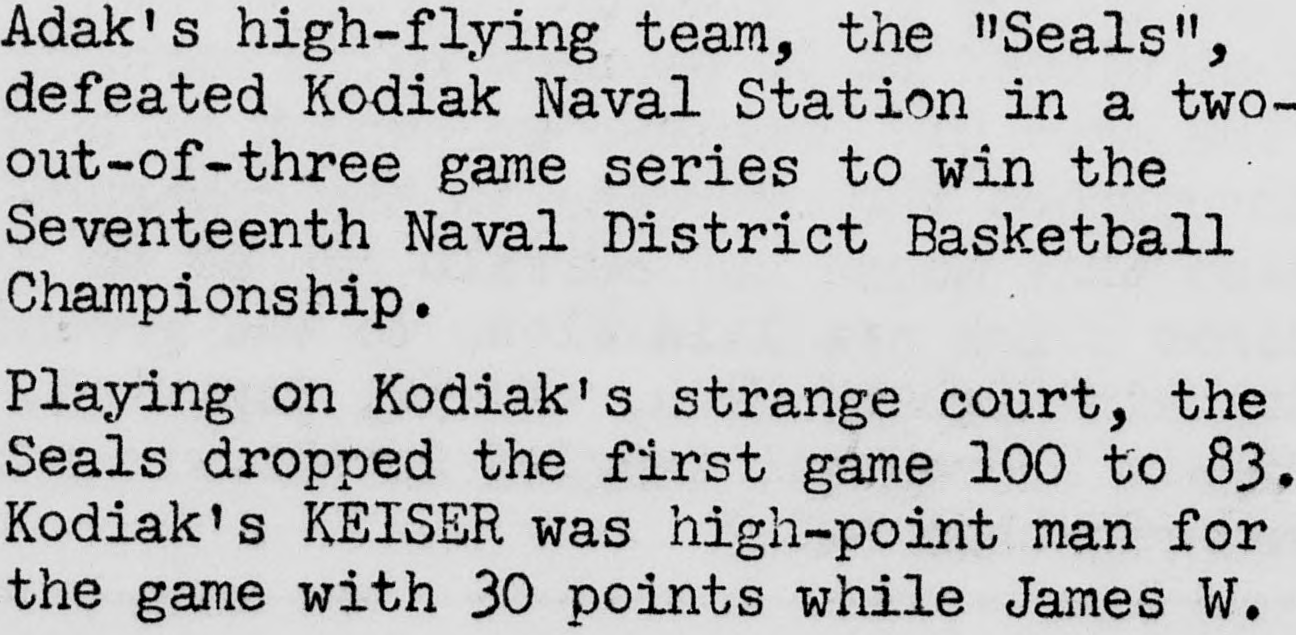 Adak's high-flying team, the "Seals",
defeated Kodiak Naval Station in a two-
out-of-three game series to win the
Seventeenth Naval District Basketball
Championship.
Playing on Kodiak's strange court, the
Seals dropped the first game 100 to 83.
Kodiak's KEISER was high-point man for
the game with 30 points while James W.